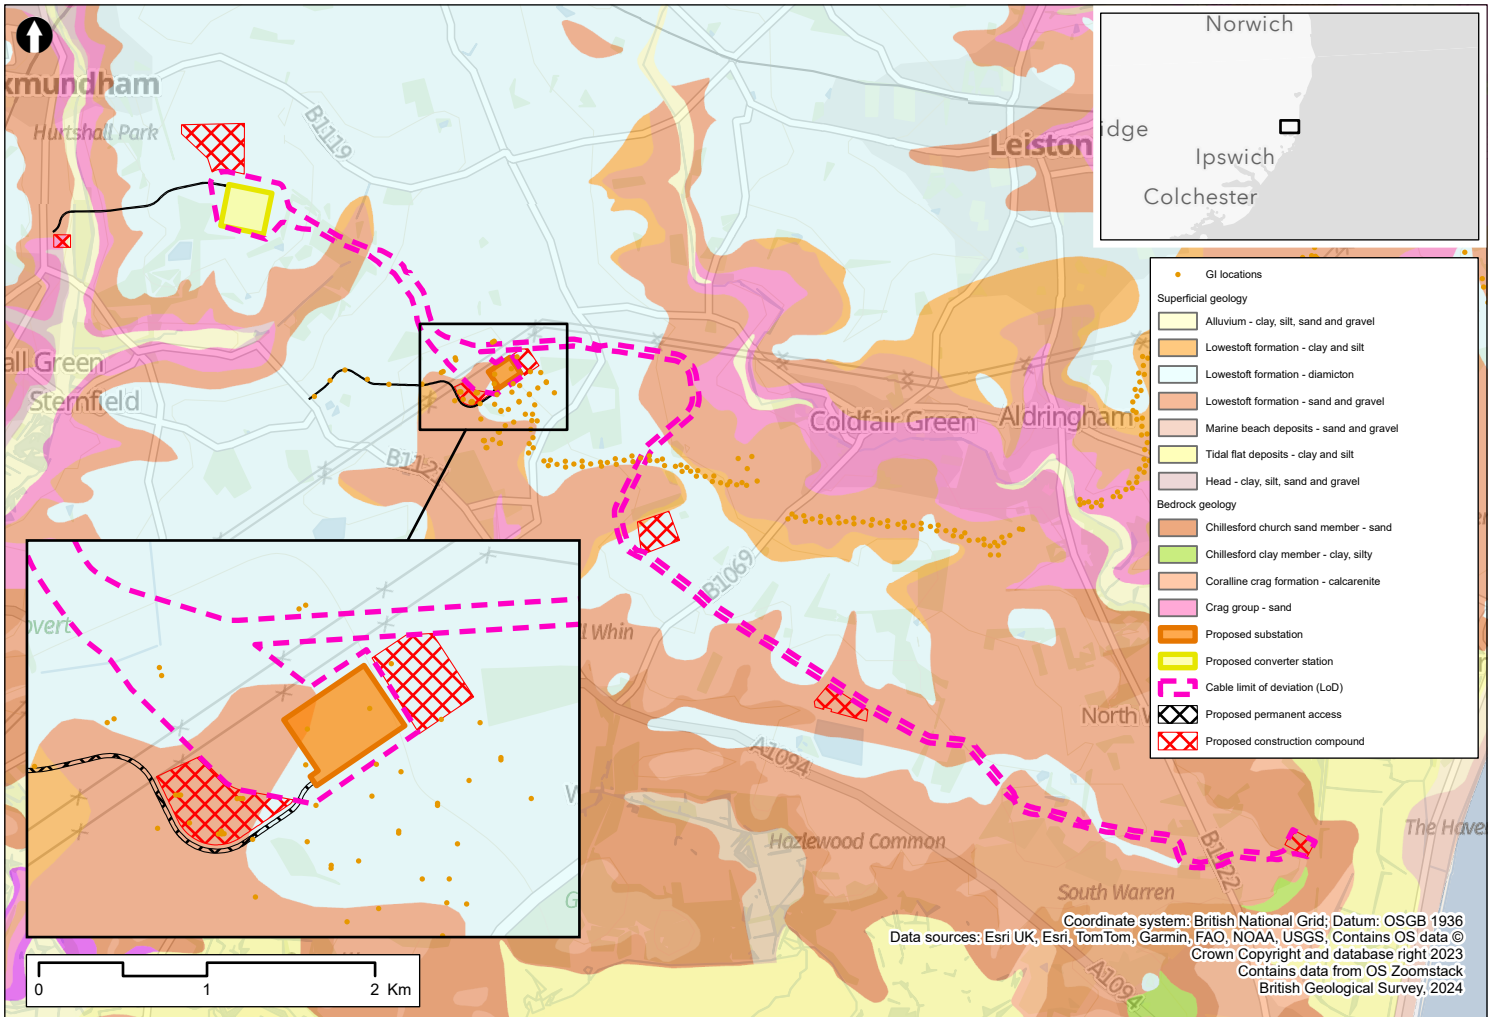 xmundham
Hurtshall Park
B1119
Leiston
Norwich
idge
Ipswich
Colchester
all Green
Sternfield
B112
Coldfair Green
Aldringham
B1069
ll Whin
North W
A1094
Hazlewood Common
South Warren
B1122
The Haven
A1094
overt
W
G
GI locations
Superficial geology
Alluvium - clay, silt, sand and gravel
Lowestoft formation - clay and silt
Lowestoft formation - diamicton
Lowestoft formation - sand and gravel
Marine beach deposits - sand and gravel
Tidal flat deposits - clay and silt
Head - clay, silt, sand and gravel
Bedrock geology
Chillesford church sand member - sand
Chillesford clay member - clay, silty
Coralline crag formation - calcarenite
Crag group - sand
Proposed substation
Proposed converter station
Cable limit of deviation (LoD)
Proposed permanent access
Proposed construction compound
Coordinate system: British National Grid; Datum: OSGB 1936
Data sources: Esri UK, Esri, TomTom, Garmin, FAO, NOAA, USGS, Contains OS data ©
Crown Copyright and database right 2023
Contains data from OS Zoomstack
British Geological Survey, 2024
0 1 2 Km